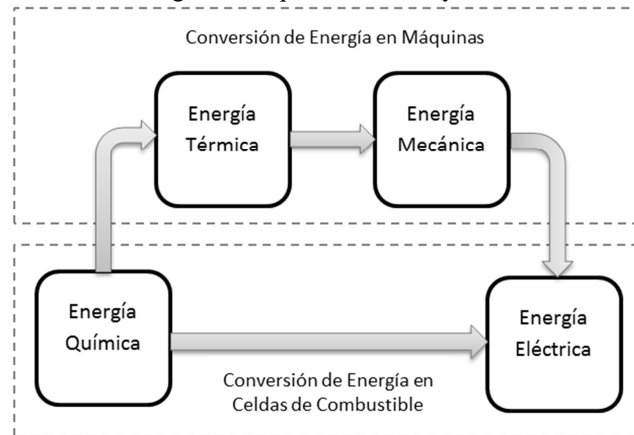 Conversión de Energía en Máquinas
Energía
Térmica
Energía
Mecánica
Energía
Química
Energía
Eléctrica
Conversión de Energía en
Celdas de Combustible